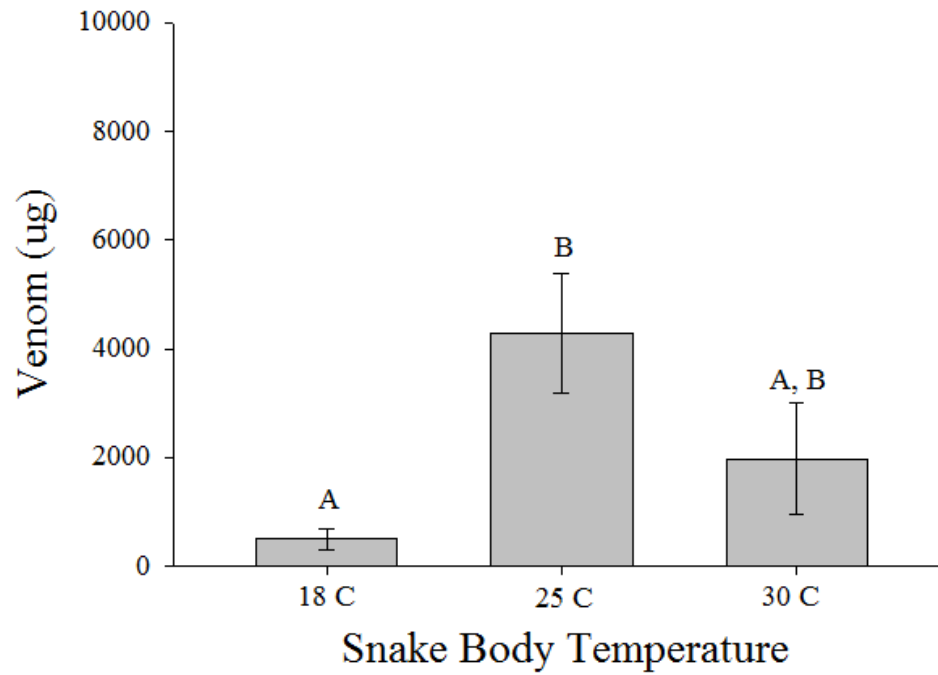 10000
8000
6000
4000
2000
0
Venom (ug)
A
B
A, B
18 C
25 C
30 C
Snake Body Temperature